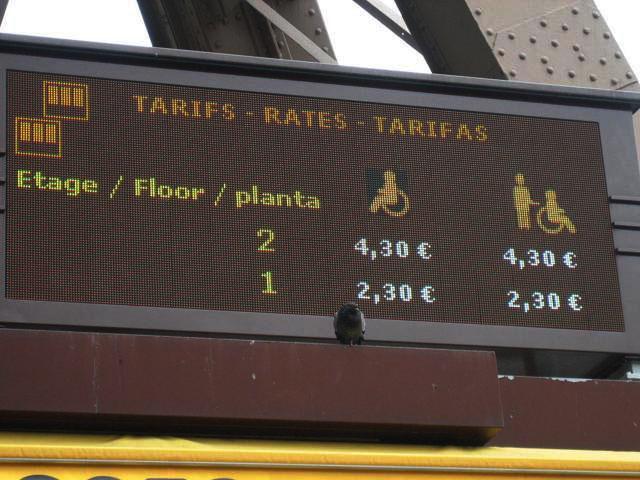 TARIFS - RATES - TARIFAS
Etage / Floor / planta
2 4,30 € 4,30 €
1 2,30 € 2,30 €